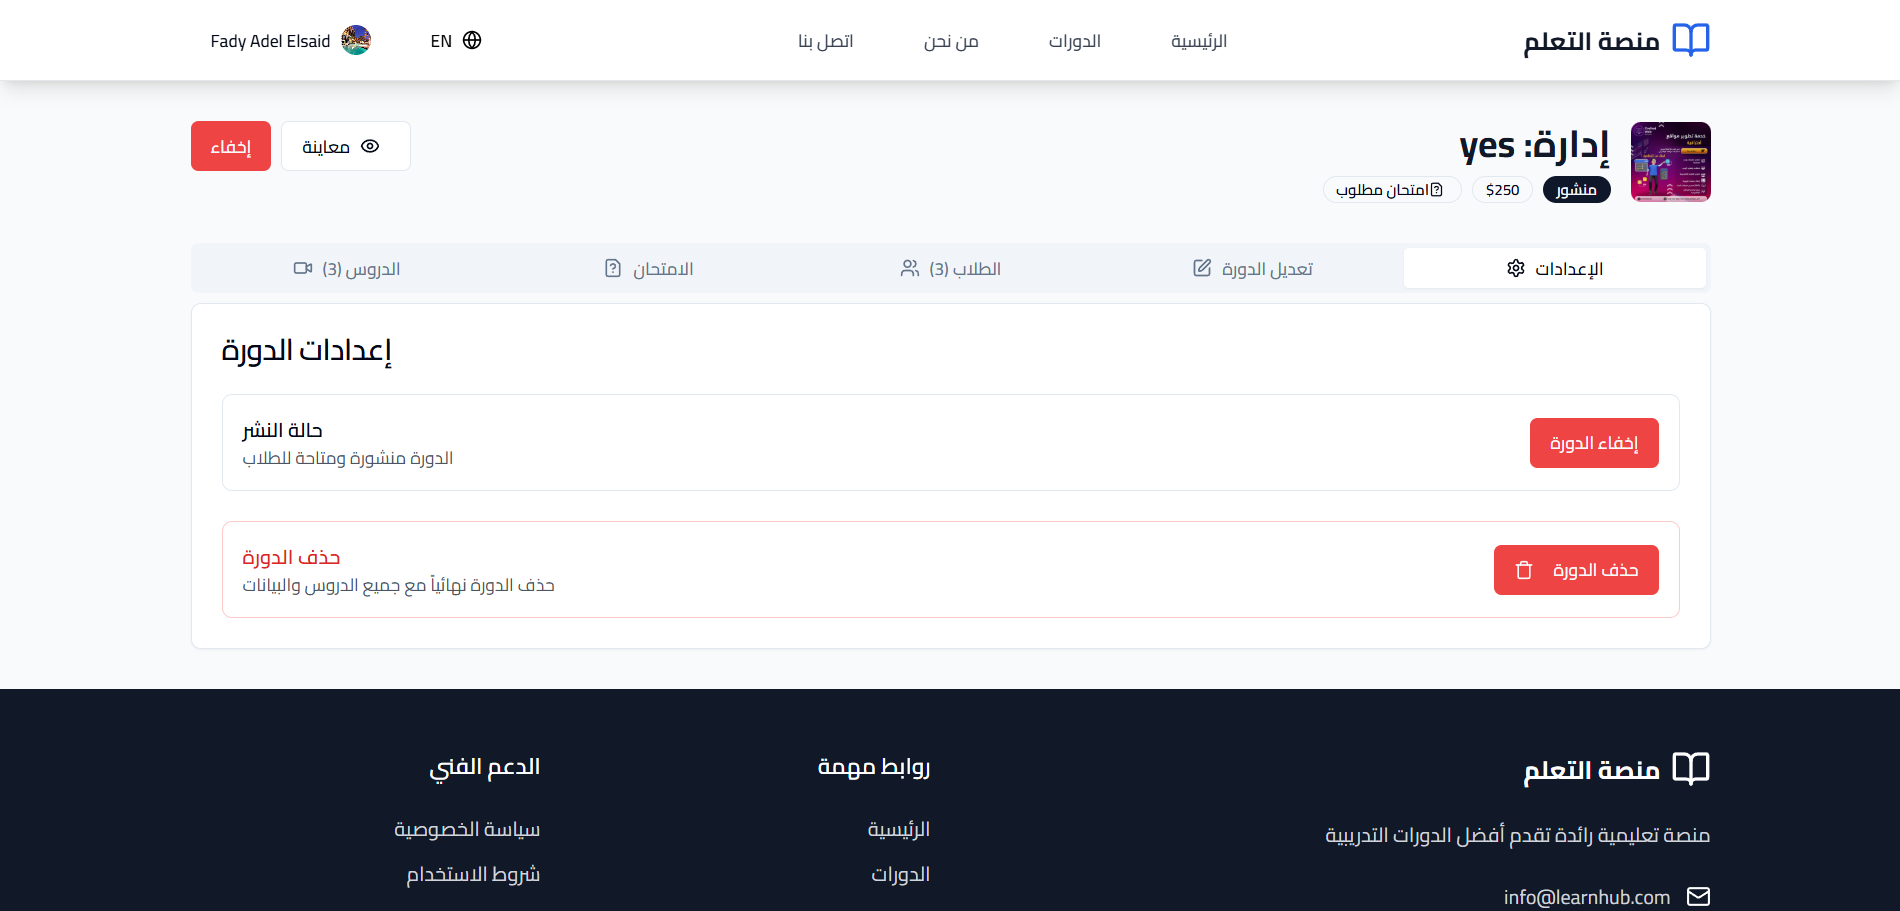 منصة التعلم
الرئيسية
الدورات
من نحن
اتصل بنا
EN
Fady Adel Elsaid
إدارة: yes
منشور
$250
امتحان مطلوب
معاينة
إخفاء
الإعدادات
تعديل الدورة
الطلاب (3)
الامتحان
الدروس (3)
إعدادات الدورة
حالة النشر
الدورة منشورة ومتاحة للطلاب
إخفاء الدورة
حذف الدورة
حذف الدورة نهائياً مع جميع الدروس والبيانات
حذف الدورة
منصة التعلم
منصة تعليمية رائدة تقدم أفضل الدورات التدريبية
info@learnhub.com
روابط مهمة
الرئيسية
الدورات
الدعم الفني
سياسة الخصوصية
شروط الاستخدام